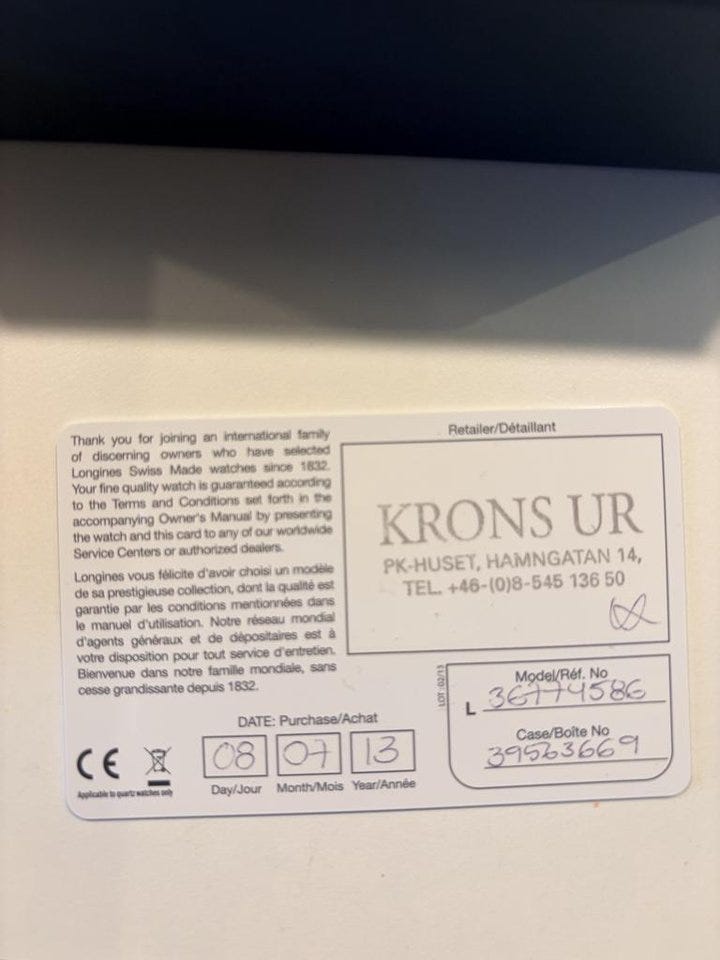 Thank you for joining an international family
of discerning owners who have selected
Longines Swiss Made watches since 1832.
Your fine quality watch is guaranteed according
to the Terms and Conditions set forth in the
accompanying Owner's Manual by presenting
the watch and this card to any of our worldwide
Service Centers or authorized dealers.
Longines vous félicite d'avoir choisi un modèle
de sa prestigieuse collection, dont la qualité est
garantie par les conditions mentionnées dans
le manuel d'utilisation. Notre réseau mondial
d'agents généraux et de dépositaires est à
votre disposition pour tout service d'entretien.
Bienvenue dans notre famille mondiale, sans
cesse grandissante depuis 1832.
Retailer/Détaillant
KRONS UR
PK-HUSET, HAMNGATAN 14,
TEL. +46-(0)8-545 136 50
DATE: Purchase/Achat
08 07 13
Day/Jour Month/Mois Year/Année
CE
Applicable to quartz watches only
LOT: 02/13
Model/Réf. No
L 36774586
Case/Boîte No
39563669